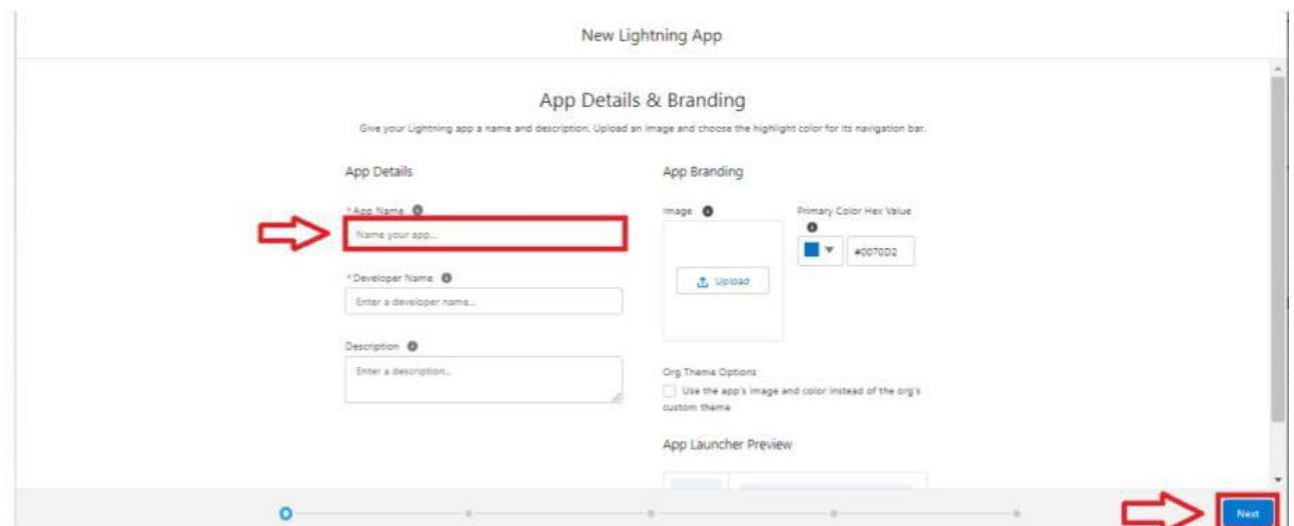 New Lightning App
App Details & Branding
Give your Lightning app a name and description. Upload an image and choose the highlight color for its navigation bar.
App Details
*App Name
Name your app...
*Developer Name
Enter a developer name...
Description
Enter a description...
App Branding
Image
Upload
Primary Color Hex Value
#0070D2
Org Theme Options
Use the app's image and color instead of the org's
custom theme
App Launcher Preview
Next